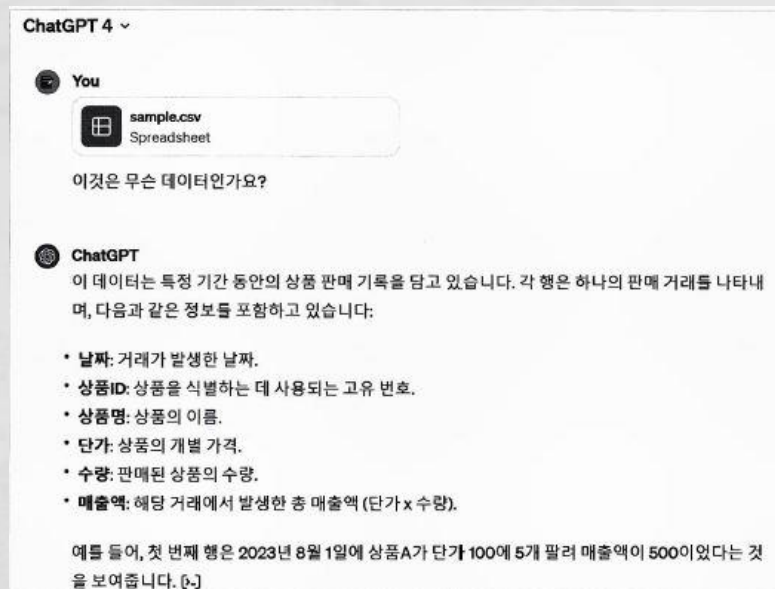 ChatGPT 4
You
sample.csv
Spreadsheet
이것은 무슨 데이터인가요?
ChatGPT
이 데이터는 특정 기간 동안의 상품 판매 기록을 담고 있습니다. 각 행은 하나의 판매 거래를 나타내
며, 다음과 같은 정보를 포함하고 있습니다:
• 날짜: 거래가 발생한 날짜.
• 상품ID: 상품을 식별하는 데 사용되는 고유 번호.
• 상품명: 상품의 이름.
• 단가: 상품의 개별 가격.
• 수량: 판매된 상품의 수량.
• 매출액: 해당 거래에서 발생한 총 매출액 (단가 x 수량).
예를 들어, 첫 번째 행은 2023년 8월 1일에 상품A가 단가 100에 5개 팔려 매출액이 500이었다는 것
을 보여줍니다. [>-]